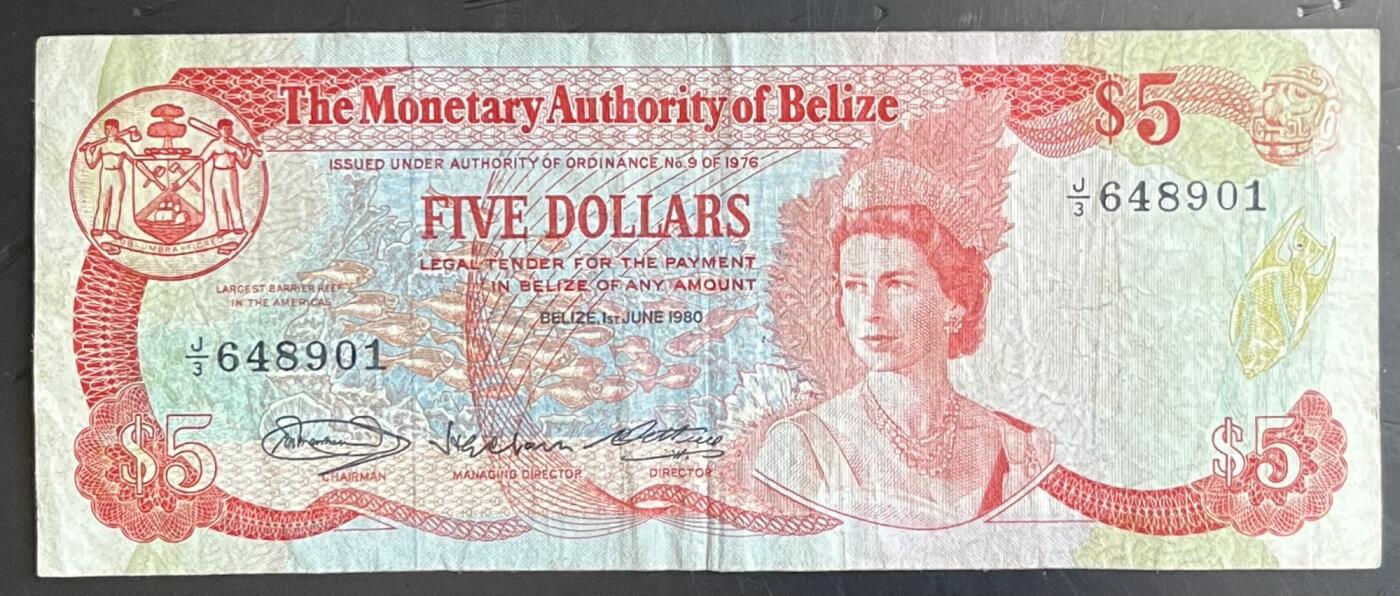 The Monetary Authority of Belize
$5
ISSUED UNDER AUTHORITY OF ORDINANCE, No. 9 OF 1976
J/3 648901
FIVE DOLLARS
LEGAL TENDER FOR THE PAYMENT
IN BELIZE OF ANY AMOUNT
LARGEST BARRIER REEF
IN THE AMERICAS
BELIZE, 1ST JUNE 1980
J/3 648901
$5
CHAIRMAN
MANAGING DIRECTOR
DIRECTOR
$5